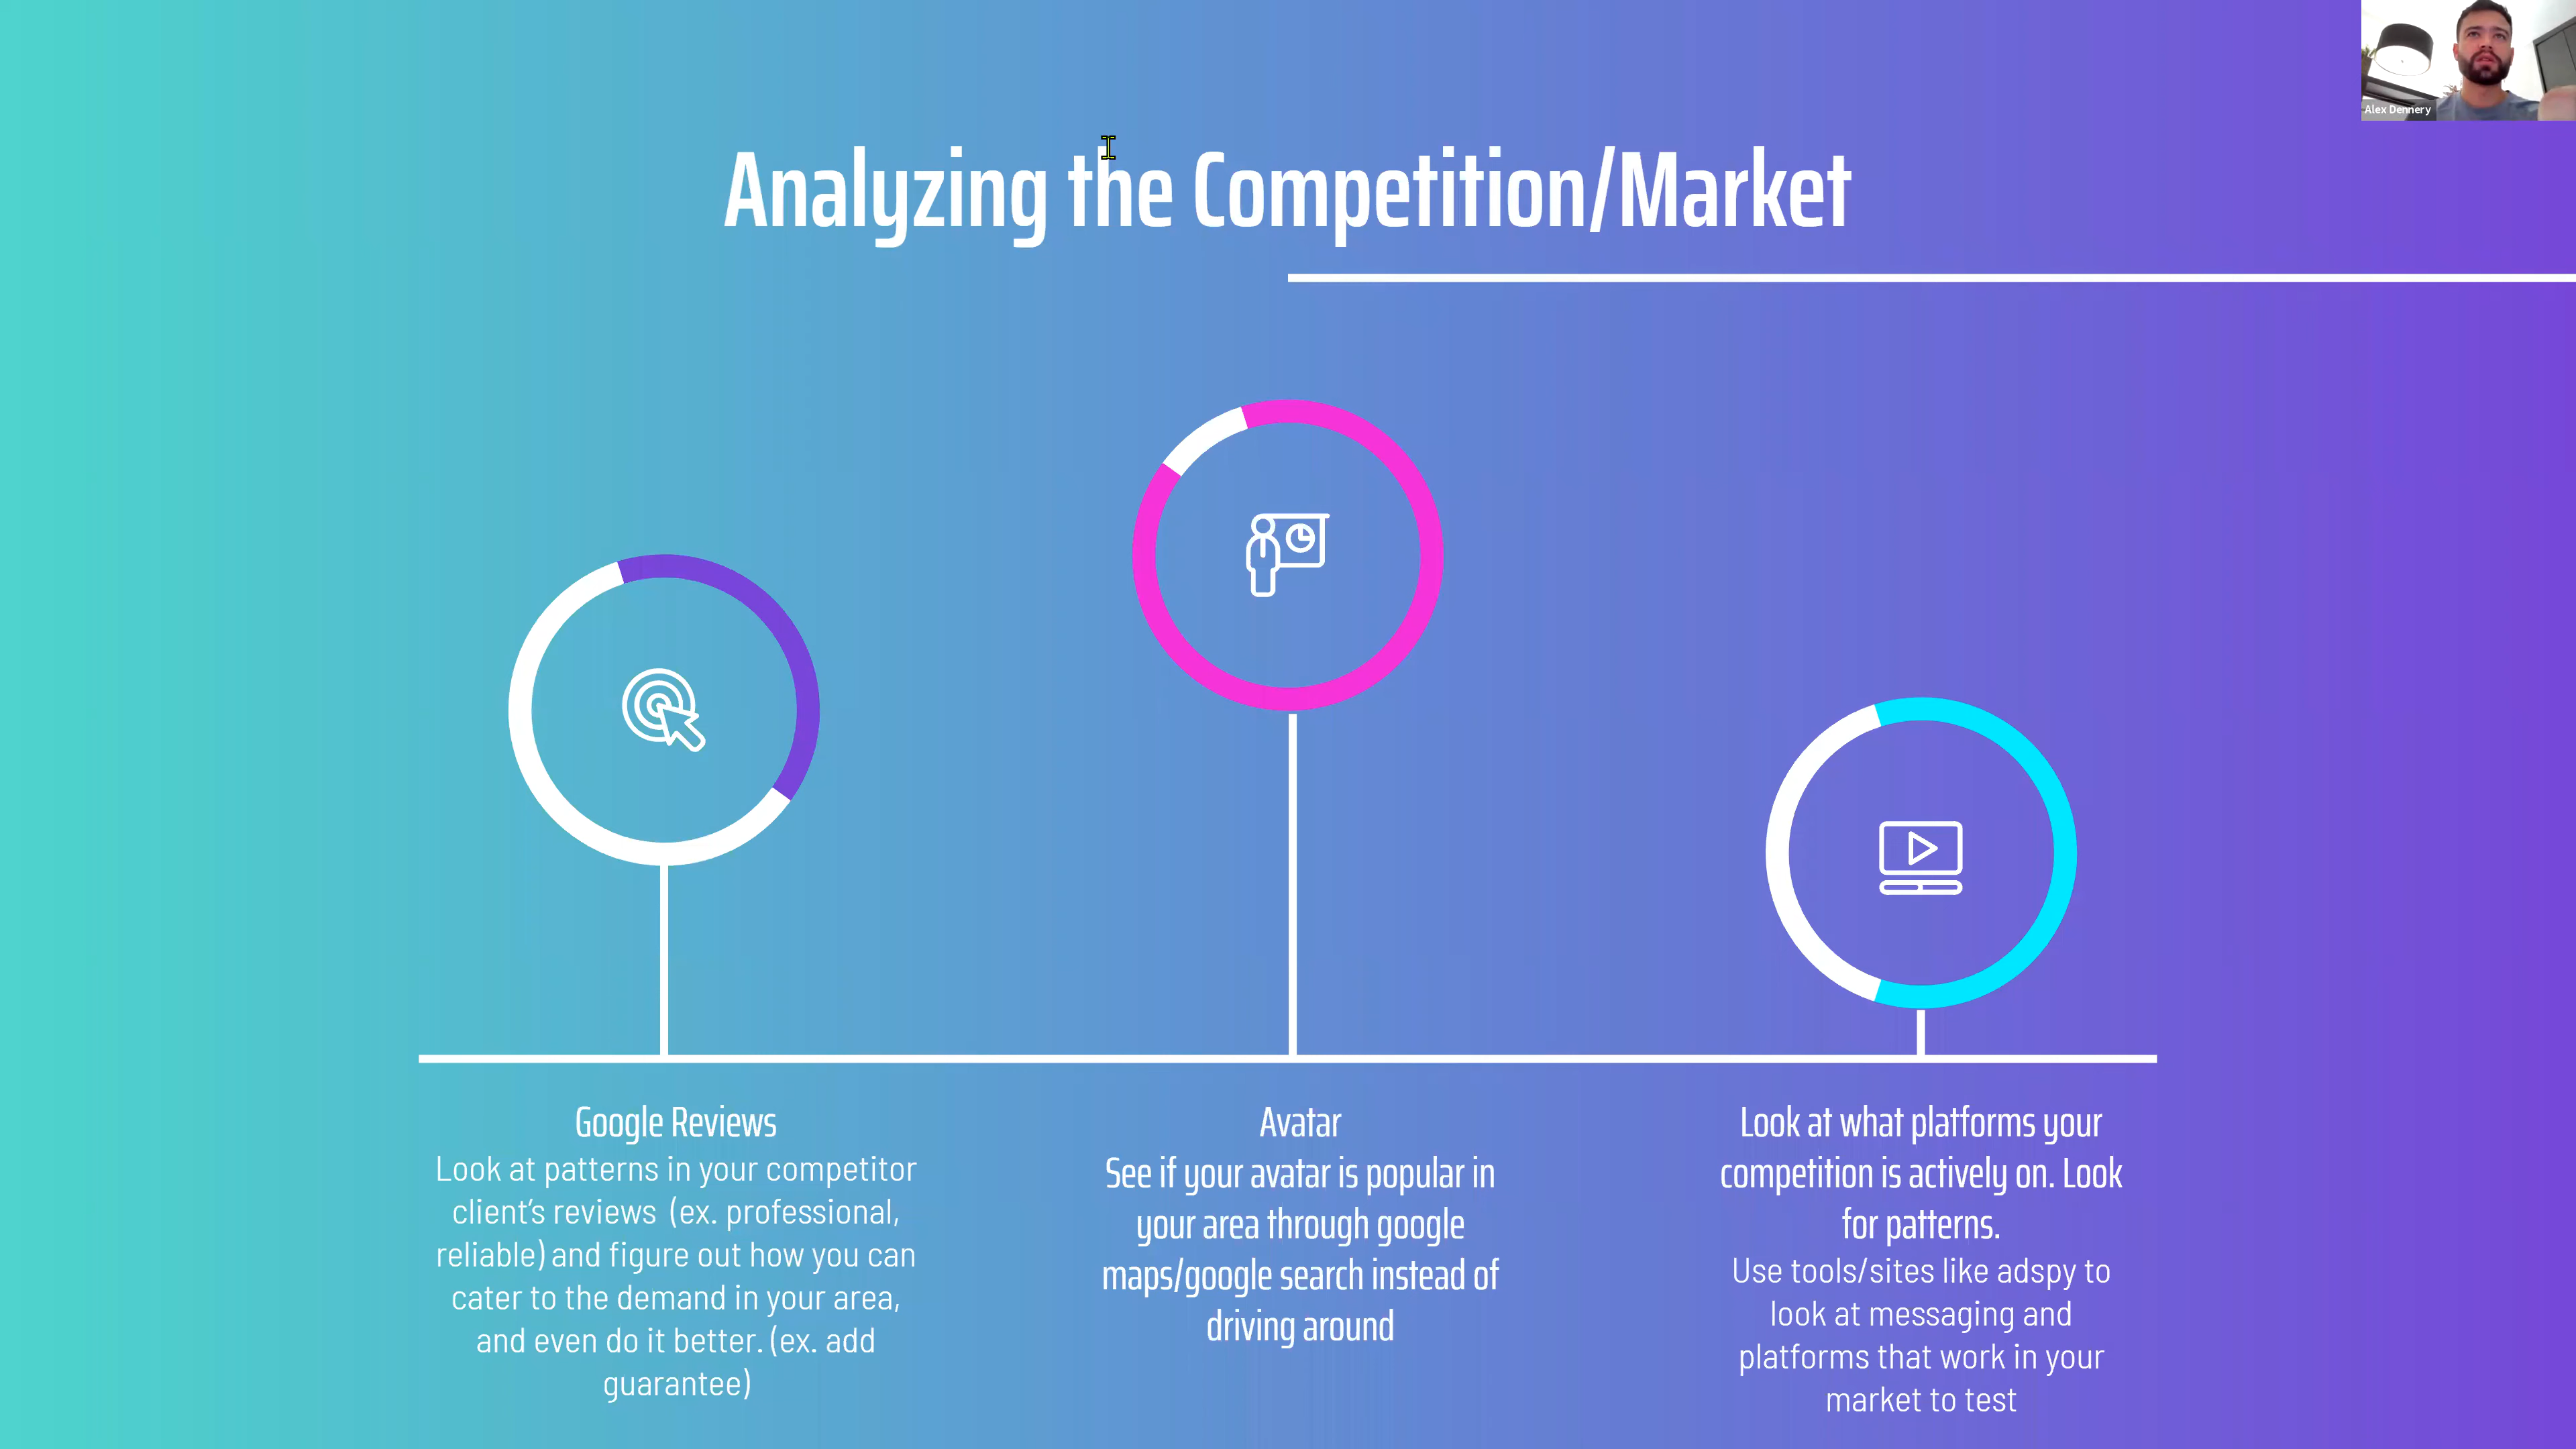 Alex Dennery
Analyzing the Competition/Market
Google Reviews
Look at patterns in your competitor
client's reviews (ex. professional,
reliable) and figure out how you can
cater to the demand in your area,
and even do it better. (ex. add
guarantee)
Avatar
See if your avatar is popular in
your area through google
maps/google search instead of
driving around
Look at what platforms your
competition is actively on. Look
for patterns.
Use tools/sites like adspy to
look at messaging and
platforms that work in your
market to test